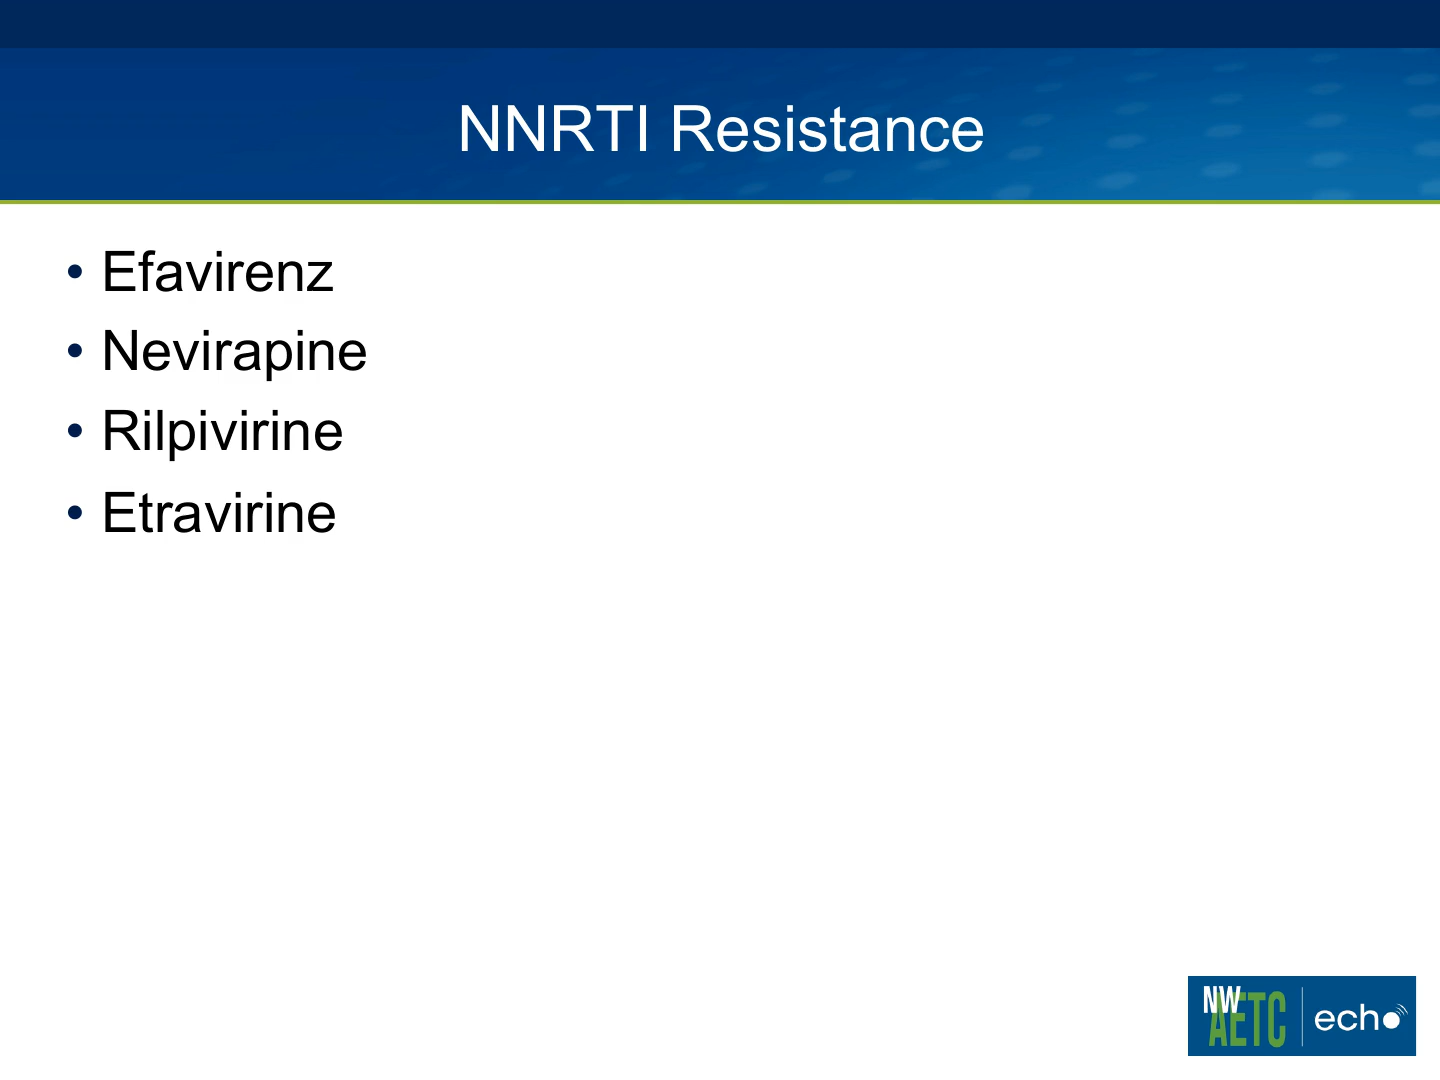 NNRTI Resistance
• Efavirenz
• Nevirapine
• Rilpivirine
• Etravirine
NW
AETC
echo